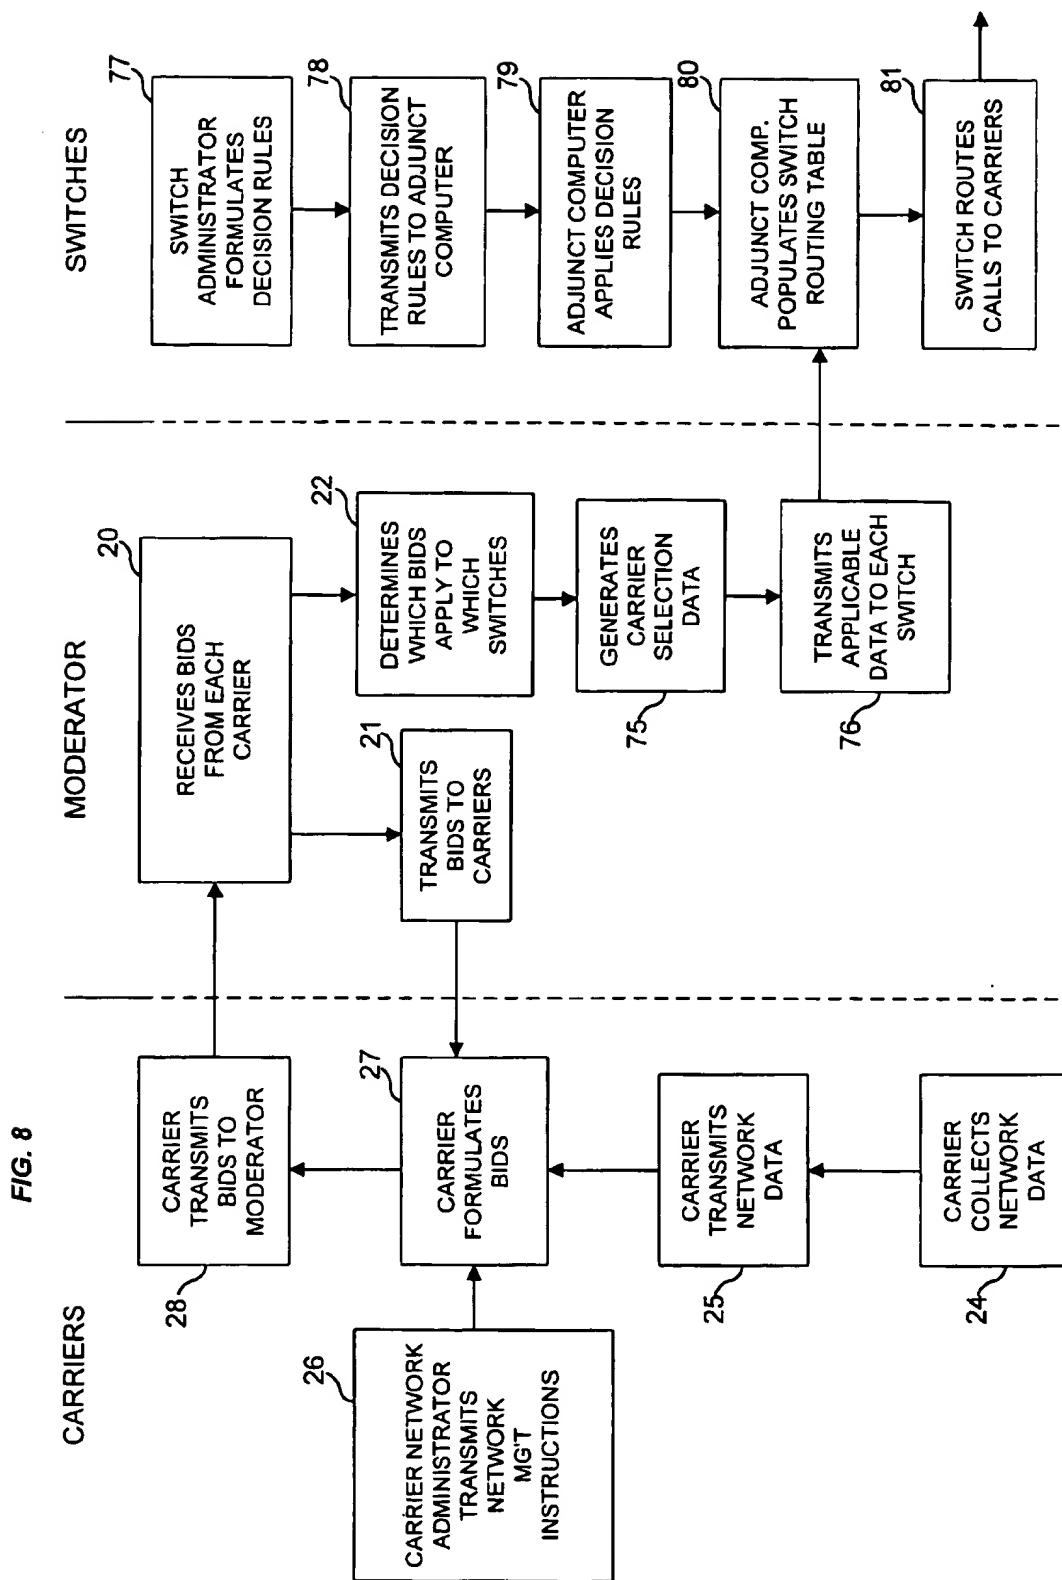 FIG. 8
CARRIERS
MODERATOR
SWITCHES
26
CARRIER NETWORK
ADMINISTRATOR
TRANSMITS
NETWORK
MG'T
INSTRUCTIONS
28
CARRIER
TRANSMITS
BIDS TO
MODERATOR
27
CARRIER
FORMULATES
BIDS
25
CARRIER
TRANSMITS
NETWORK
DATA
24
CARRIER
COLLECTS
NETWORK
DATA
20
RECEIVES BIDS
FROM EACH
CARRIER
21
TRANSMITS
BIDS TO
CARRIERS
22
DETERMINES
WHICH BIDS
APPLY TO
WHICH
SWITCHES
75
GENERATES
CARRIER
SELECTION
DATA
76
TRANSMITS
APPLICABLE
DATA TO EACH
SWITCH
77
SWITCH
ADMINISTRATOR
FORMULATES
DECISION RULES
78
TRANSMITS DECISION
RULES TO ADJUNCT
COMPUTER
79
ADJUNCT COMPUTER
APPLIES DECISION
RULES
80
ADJUNCT COMP.
POPULATES SWITCH
ROUTING TABLE
81
SWITCH ROUTES
CALLS TO CARRIERS